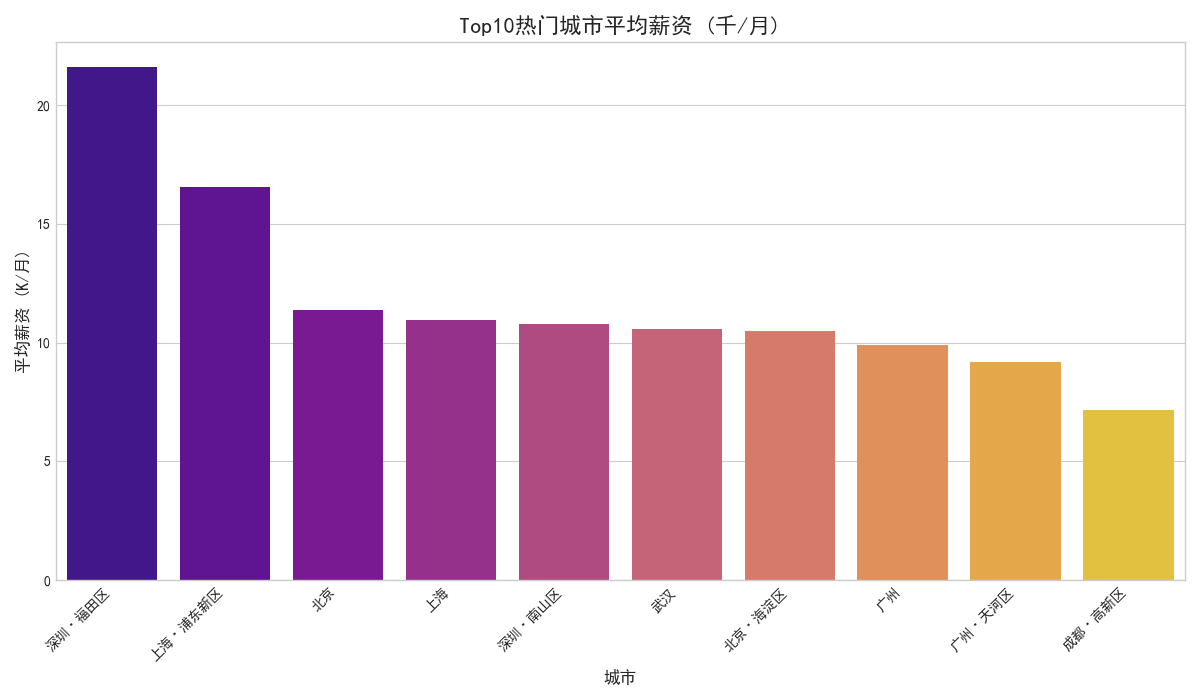 Top10热门城市平均薪资 (千/月)
平均薪资 (K/月)
20
15
10
5
0
深圳·福田区
上海·浦东新区
北京
上海
深圳·南山区
武汉
北京·海淀区
广州
广州·天河区
成都·高新区
城市